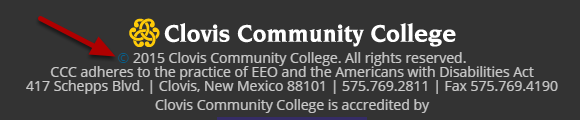 Clovis Community College
© 2015 Clovis Community College. All rights reserved.
CCC adheres to the practice of EEO and the Americans with Disabilities Act
417 Schepps Blvd. | Clovis, New Mexico 88101 | 575.769.2811 | Fax 575.769.4190
Clovis Community College is accredited by